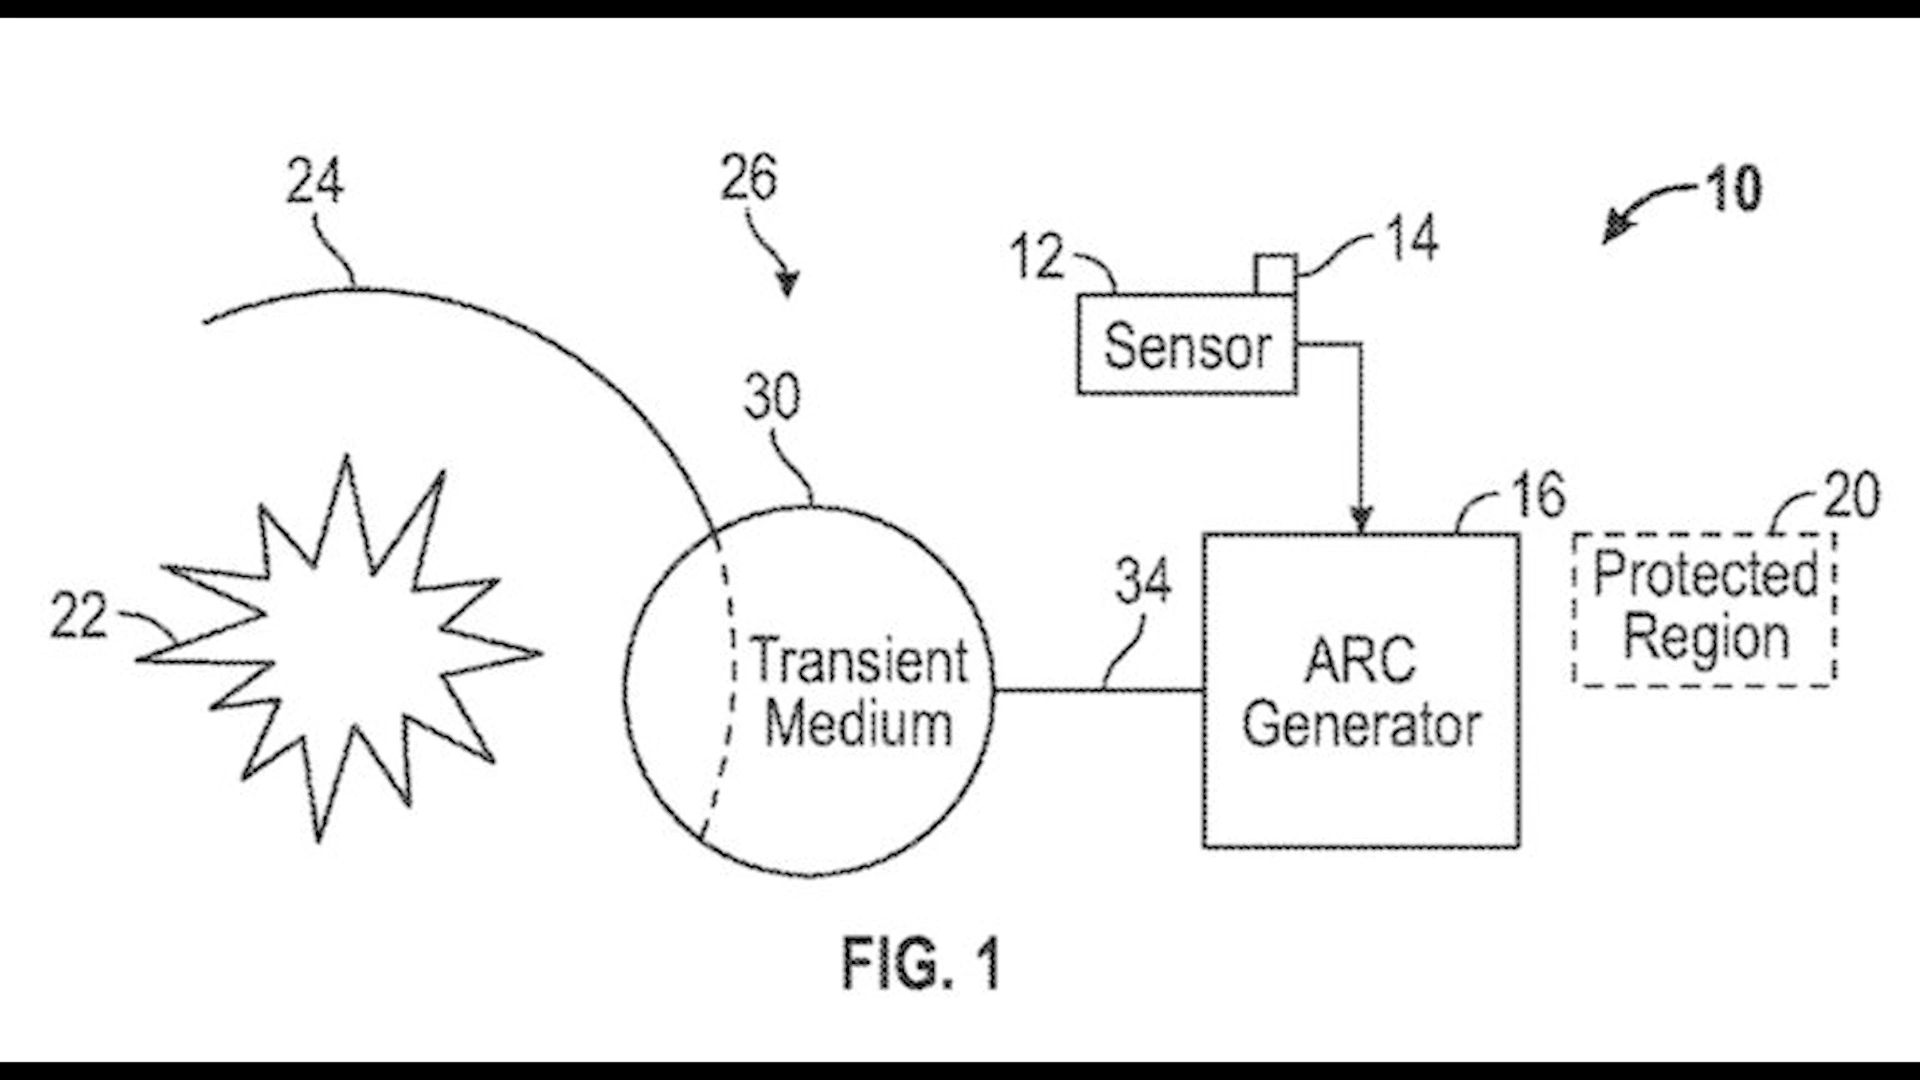 24
26
10
12
14
Sensor
30
16
20
Protected
Region
22
34
Transient
Medium
ARC
Generator
FIG. 1